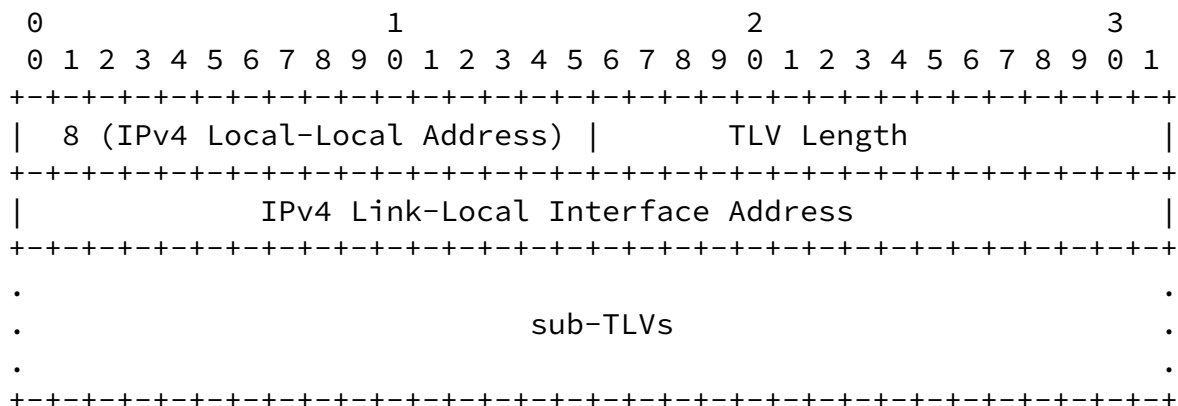 0                   1                   2                   3
 0 1 2 3 4 5 6 7 8 9 0 1 2 3 4 5 6 7 8 9 0 1 2 3 4 5 6 7 8 9 0 1
+-+-+-+-+-+-+-+-+-+-+-+-+-+-+-+-+-+-+-+-+-+-+-+-+-+-+-+-+-+-+-+-+
|  8 (IPv4 Local-Local Address) |       TLV Length              |
+-+-+-+-+-+-+-+-+-+-+-+-+-+-+-+-+-+-+-+-+-+-+-+-+-+-+-+-+-+-+-+-+
|             IPv4 Link-Local Interface Address                 |
+-+-+-+-+-+-+-+-+-+-+-+-+-+-+-+-+-+-+-+-+-+-+-+-+-+-+-+-+-+-+-+-+
.                                                               .
.                            sub-TLVs                           .
.                                                               .
+-+-+-+-+-+-+-+-+-+-+-+-+-+-+-+-+-+-+-+-+-+-+-+-+-+-+-+-+-+-+-+-+